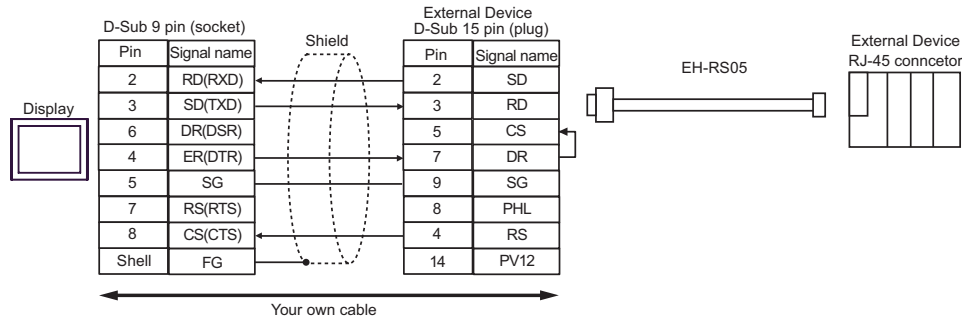 D-Sub 9 pin (socket)
Shield
External Device
D-Sub 15 pin (plug)
Pin Signal name
Pin Signal name
2 RD(RXD) 2 SD
3 SD(TXD) 3 RD
6 DR(DSR) 5 CS
4 ER(DTR) 7 DR
5 SG 9 SG
7 RS(RTS) 8 PHL
8 CS(CTS) 4 RS
Shell FG 14 PV12
Display
Your own cable
EH-RS05
External Device
RJ-45 conncetor